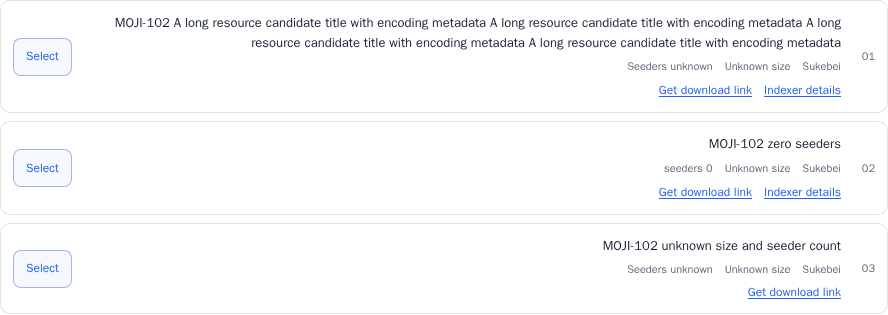 MOJI-102 A long resource candidate title with encoding metadata A long resource candidate title with encoding metadata A long
resource candidate title with encoding metadata A long resource candidate title with encoding metadata
Select
01
Seeders unknown Unknown size Sukebei
Get download link Indexer details
MOJI-102 zero seeders
Select
seeders 0 Unknown size Sukebei
02
Get download link Indexer details
MOJI-102 unknown size and seeder count
Select
Seeders unknown Unknown size Sukebei
03
Get download link